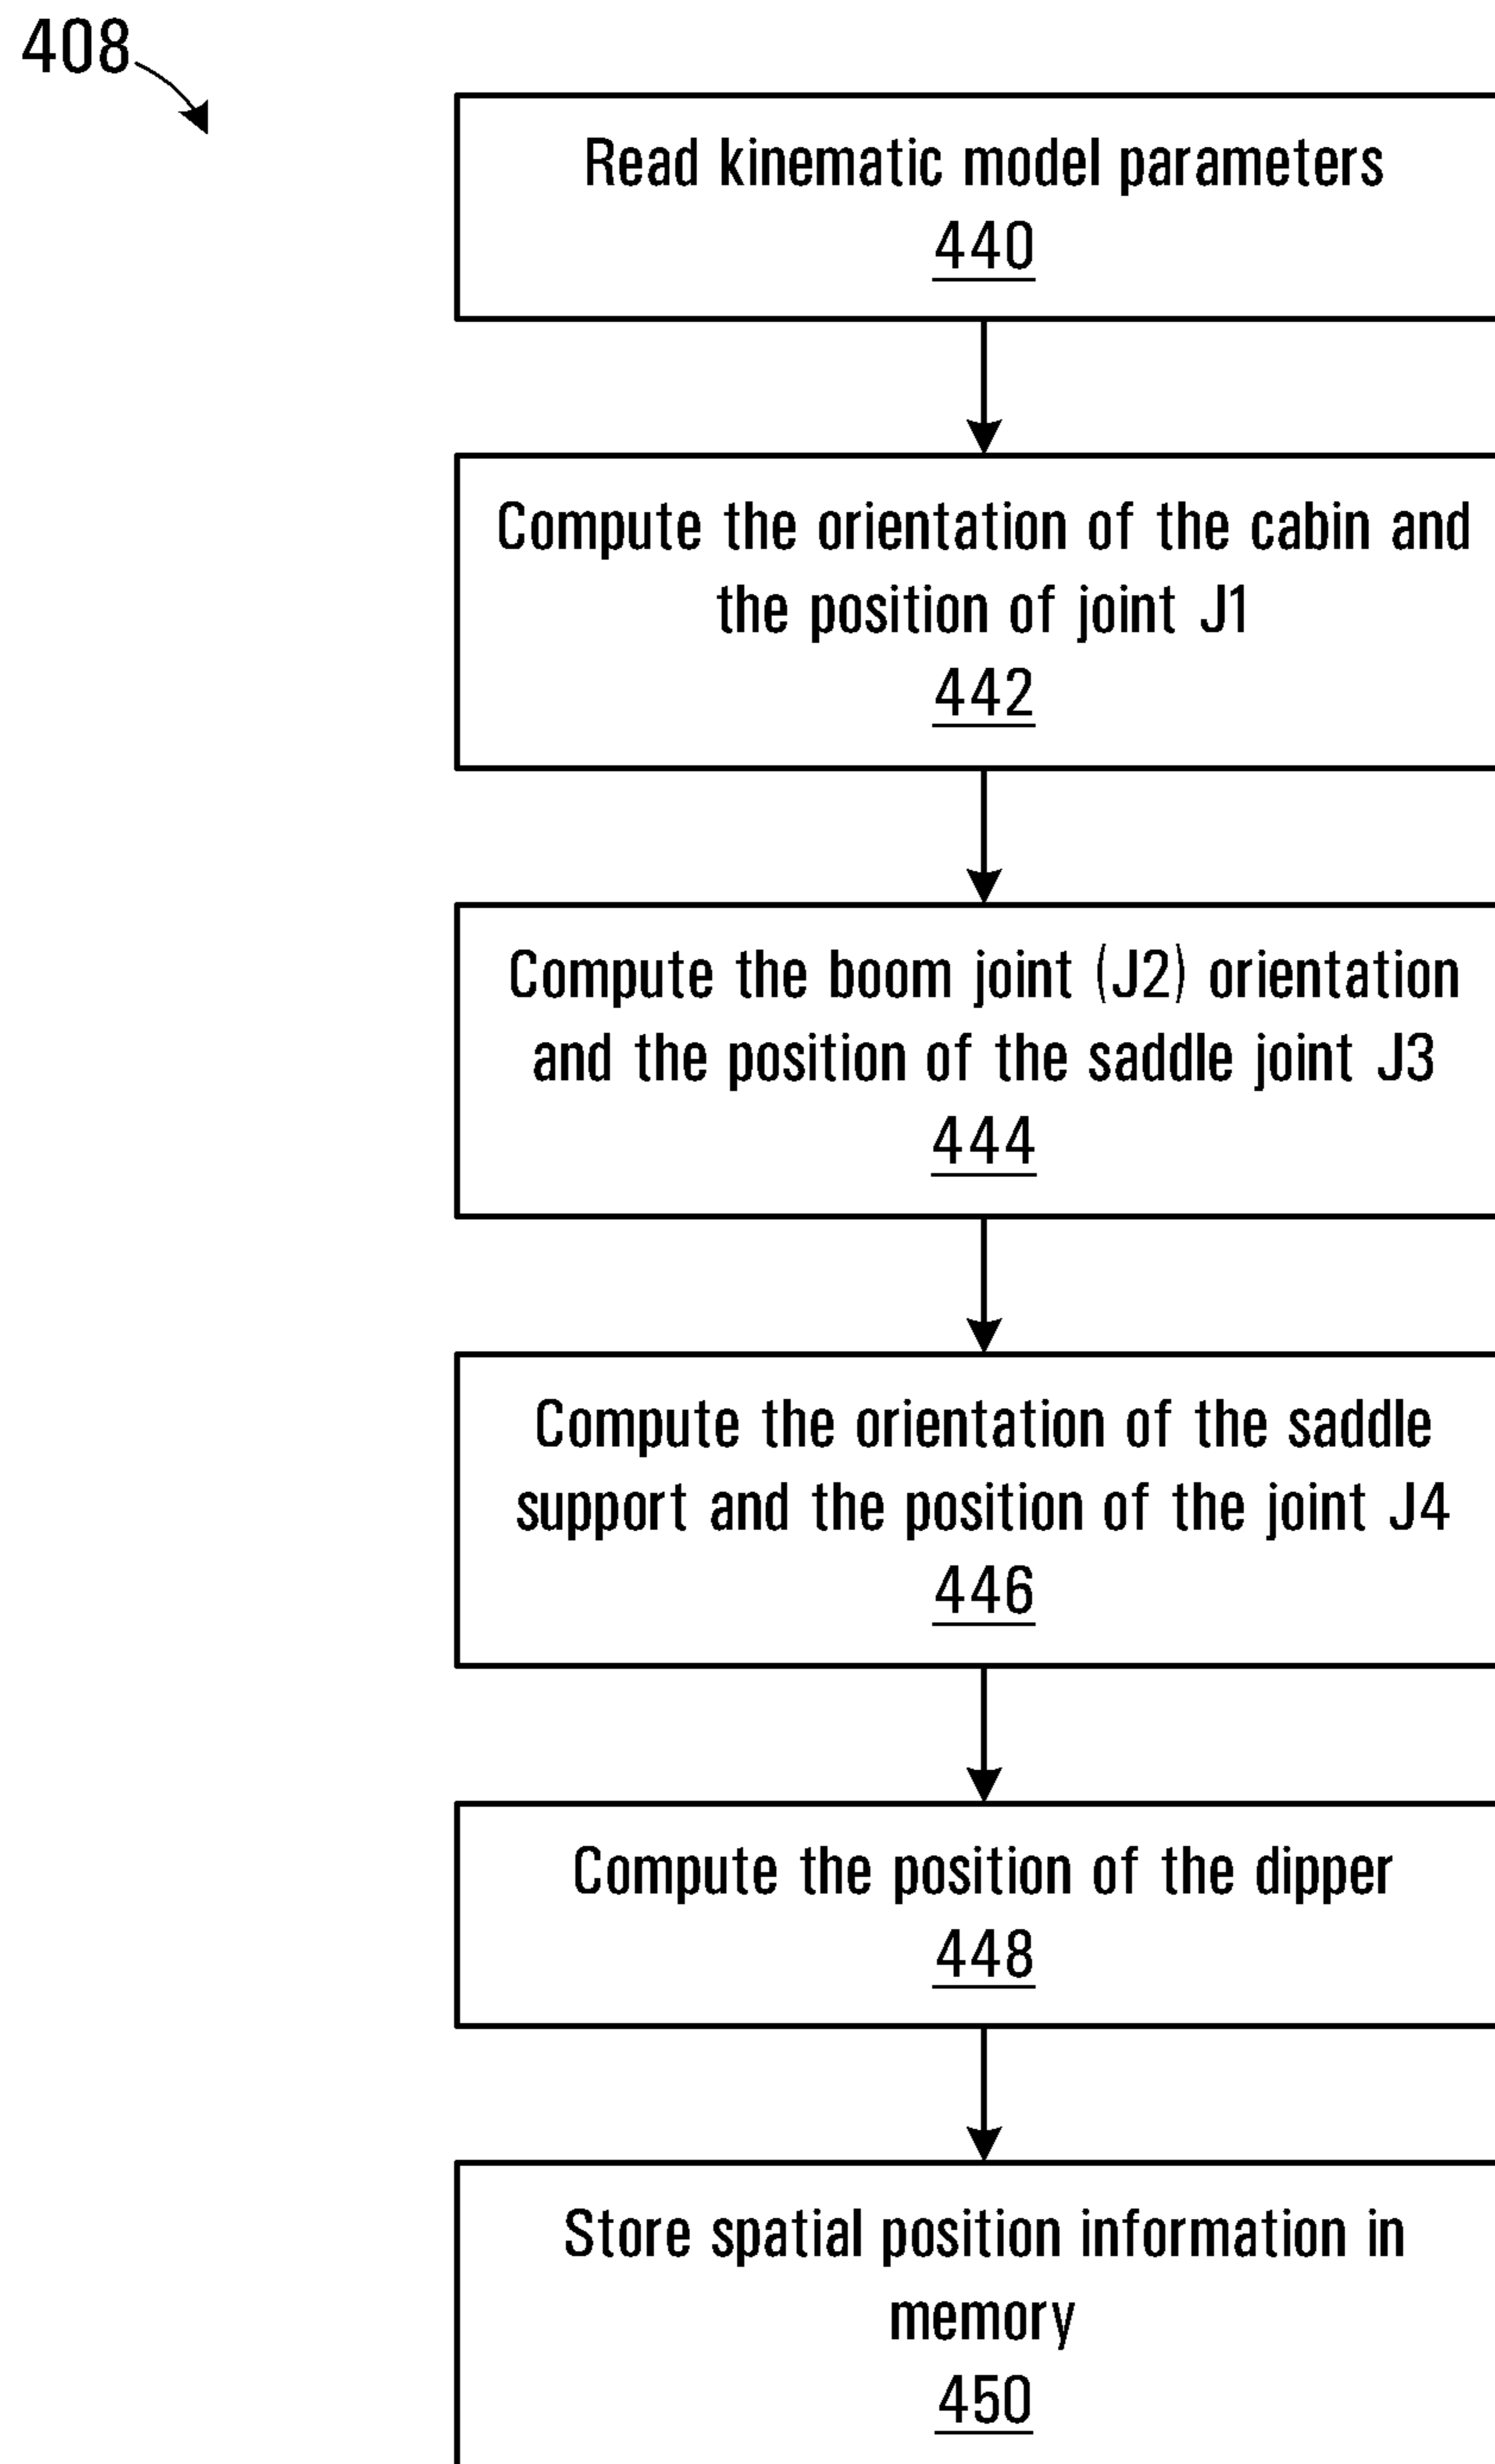 408
Read kinematic model parameters
440
Compute the orientation of the cabin and
the position of joint J1
442
Compute the boom joint (J2) orientation
and the position of the saddle joint J3
444
Compute the orientation of the saddle
support and the position of the joint J4
446
Compute the position of the dipper
448
Store spatial position information in
memory
450